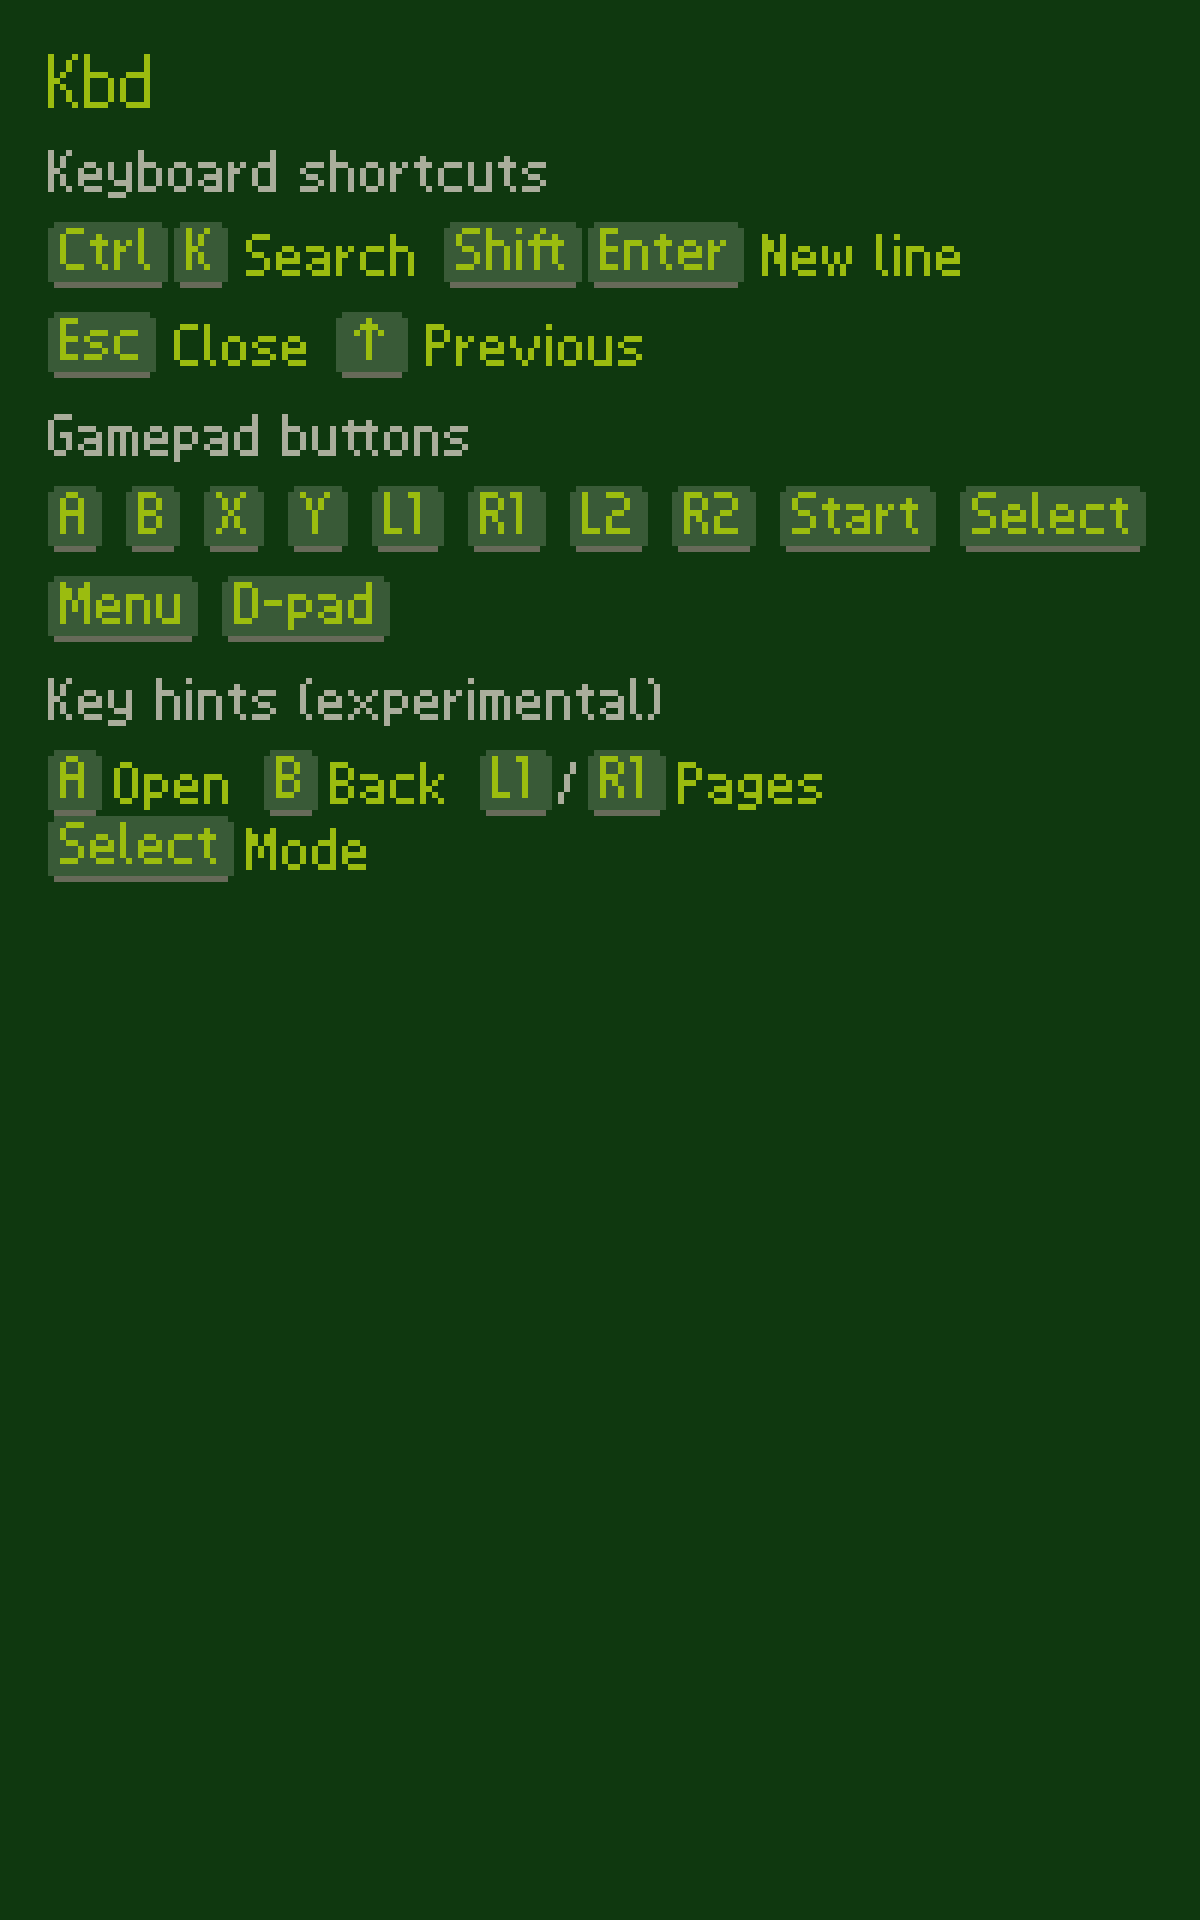 Kbd
Keyboard shortcuts
Ctrl K Search Shift Enter New line
Esc Close ↑ Previous
Gamepad buttons
A B X Y L1 R1 L2 R2 Start Select
Menu D-pad
Key hints (experimental)
A Open B Back L1 / R1 Pages
Select Mode